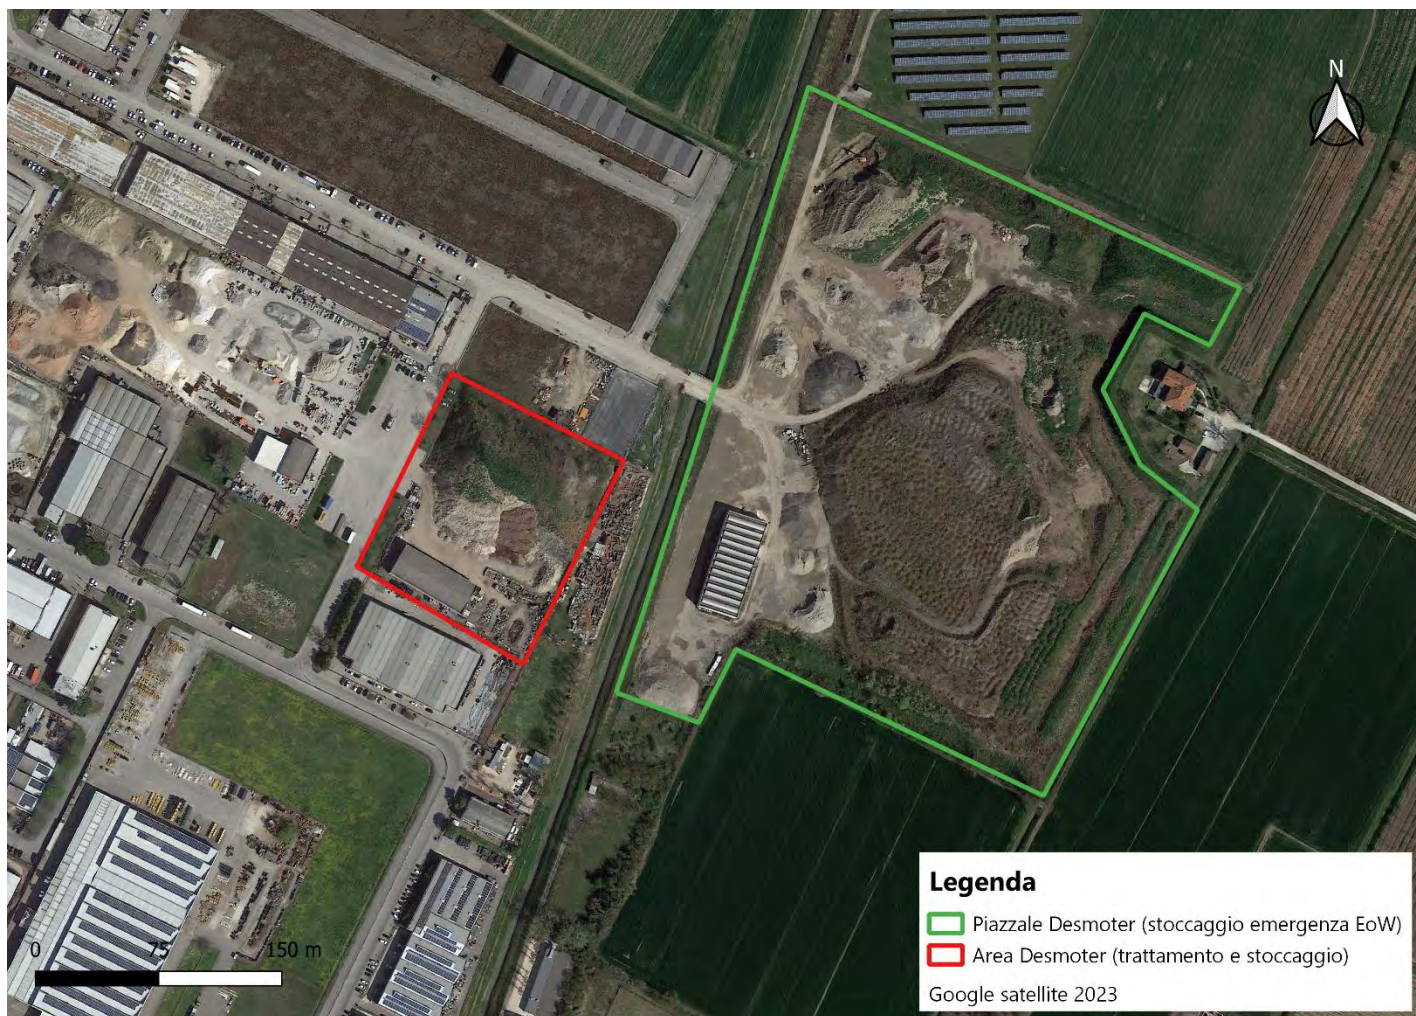 N
Legenda
Piazzale Desmoter (stoccaggio emergenza EoW)
Area Desmoter (trattamento e stoccaggio)
Google satellite 2023
0 75 150 m